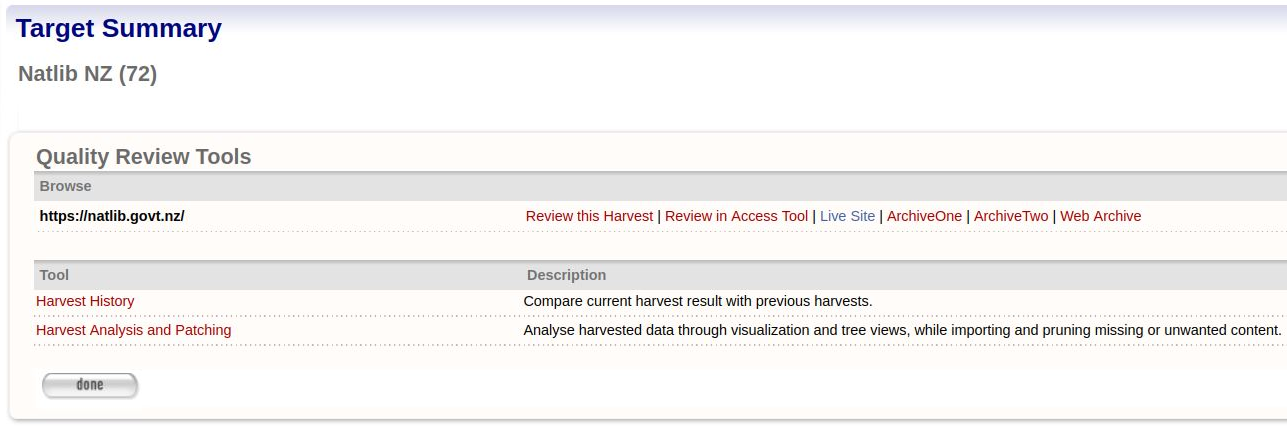 Target Summary
Natlib NZ (72)
Quality Review Tools
Browse
https://natlib.govt.nz/ Review this Harvest | Review in Access Tool | Live Site | ArchiveOne | ArchiveTwo | Web Archive
Tool Description
Harvest History Compare current harvest result with previous harvests.
Harvest Analysis and Patching Analyse harvested data through visualization and tree views, while importing and pruning missing or unwanted content.
done